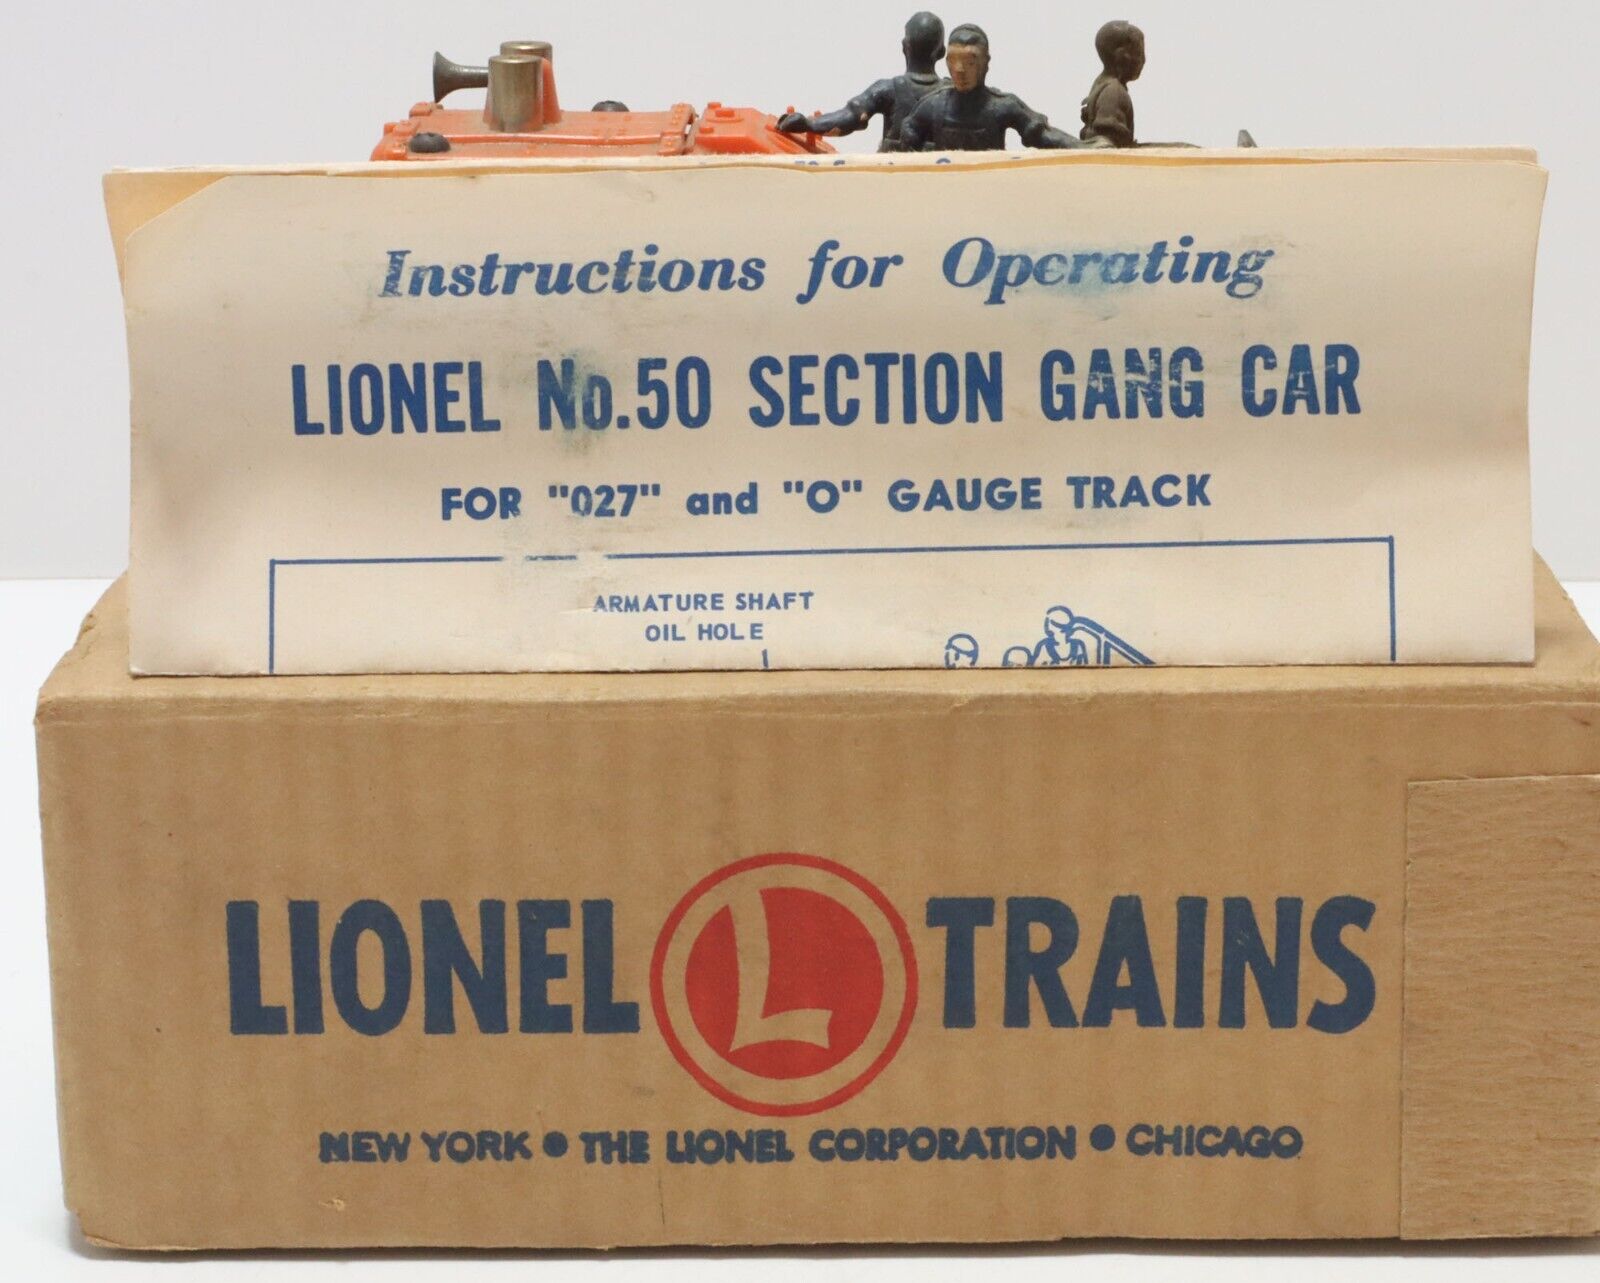 Instructions for Operating
LIONEL No.50 SECTION GANG CAR
FOR "027" and "O" GAUGE TRACK
ARMATURE SHAFT
OIL HOLE
LIONEL L TRAINS
NEW YORK • THE LIONEL CORPORATION • CHICAGO